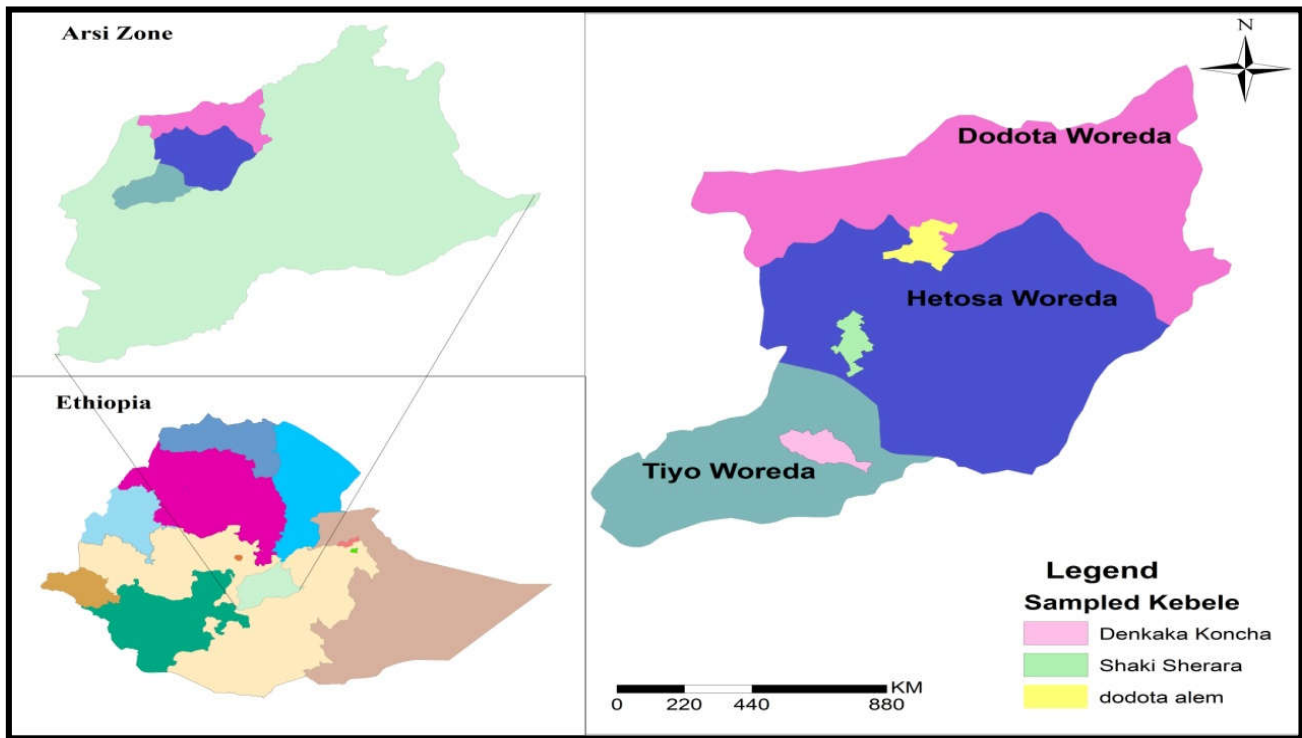 Arsi Zone
Ethiopia
N
Dodota Woreda
Hetosa Woreda
Tiyo Woreda
Legend
Sampled Kebele
Denkaka Koncha
Shaki Sherara
dodota alem
KM
0 220 440 880